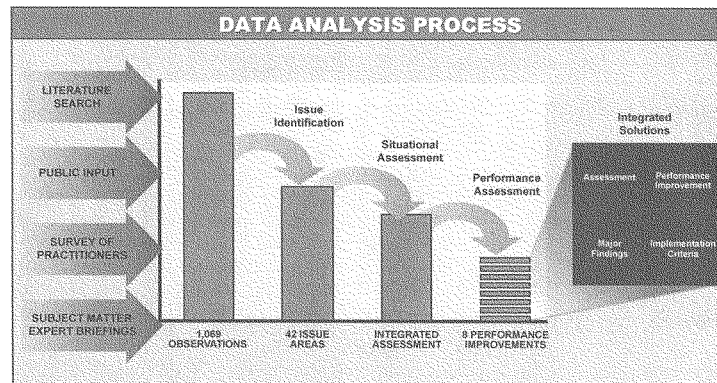 DATA ANALYSIS PROCESS
LITERATURE
SEARCH
PUBLIC INPUT
SURVEY OF
PRACTITIONERS
SUBJECT MATTER
EXPERT BRIEFINGS
Issue
Identification
Situational
Assessment
Performance
Assessment
1,069
OBSERVATIONS
42 ISSUE
AREAS
INTEGRATED
ASSESSMENT
8 PERFORMANCE
IMPROVEMENTS
Integrated
Solutions
Assessment
Performance
Improvement
Major
Findings
Implementation
Criteria